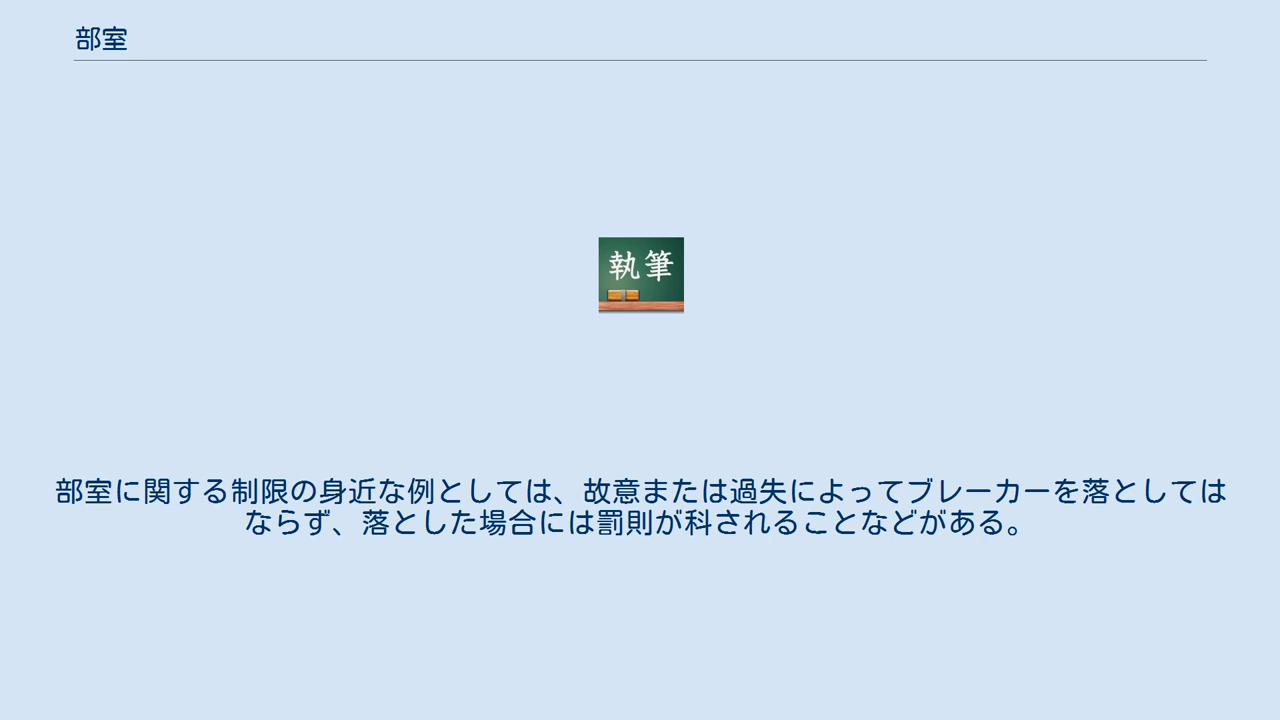 部室
執筆
部室に関する制限の身近な例としては、故意または過失によってブレーカーを落としては
ならず、落とした場合には罰則が科されることなどがある。